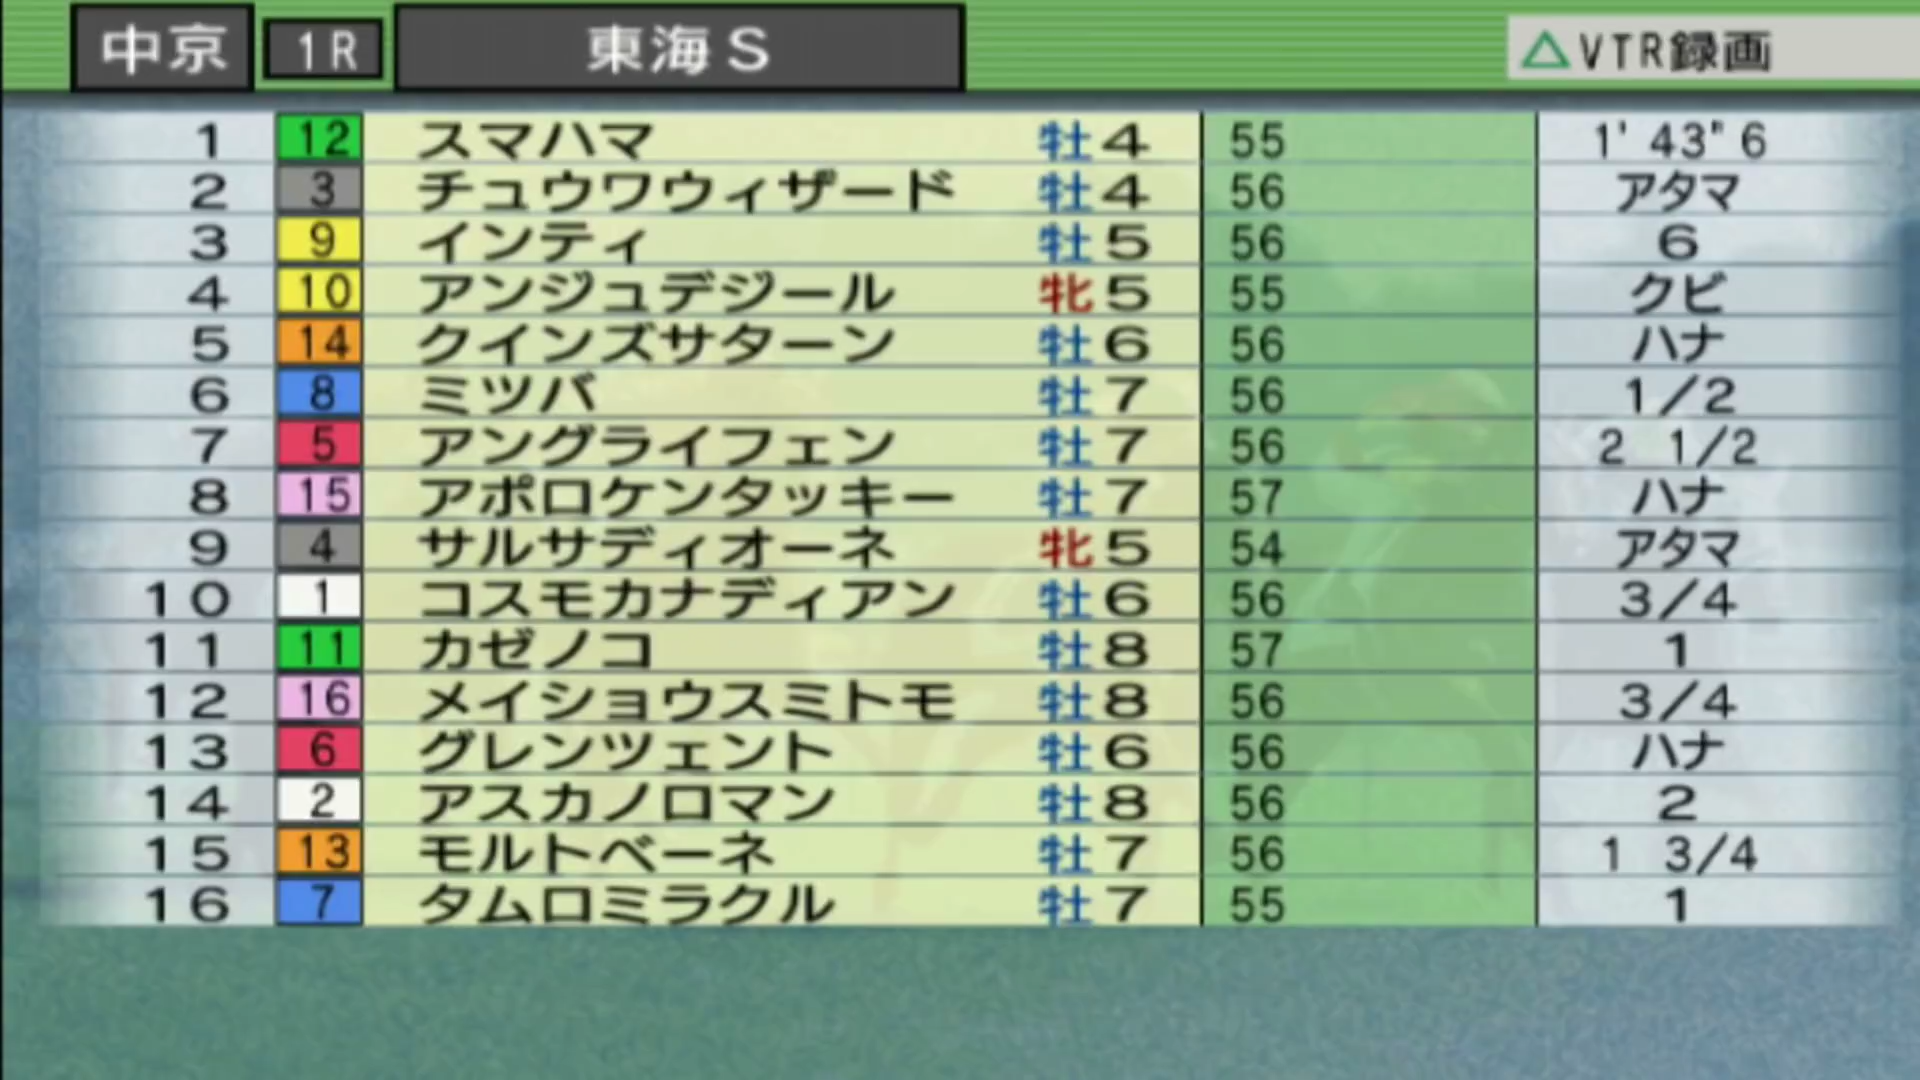 中京 1R 東海S △VTR録画
1 12 スマハマ 牡4 55 1' 43" 6
2 3 チュウワウィザード 牡4 56 アタマ
3 9 インティ 牡5 56 6
4 10 アンジュデジール 牝5 55 クビ
5 14 クインズサターン 牡6 56 ハナ
6 8 ミツバ 牡7 56 1/2
7 5 アングライフェン 牡7 56 2 1/2
8 15 アポロケンタッキー 牡7 57 ハナ
9 4 サルサディオーネ 牝5 54 アタマ
10 1 コスモカナディアン 牡6 56 3/4
11 11 カゼノコ 牡8 57 1
12 16 メイショウスミトモ 牡8 56 3/4
13 6 グレンツェント 牡6 56 ハナ
14 2 アスカノロマン 牡8 56 2
15 13 モルトベーネ 牡7 56 1 3/4
16 7 タムロミラクル 牡7 55 1